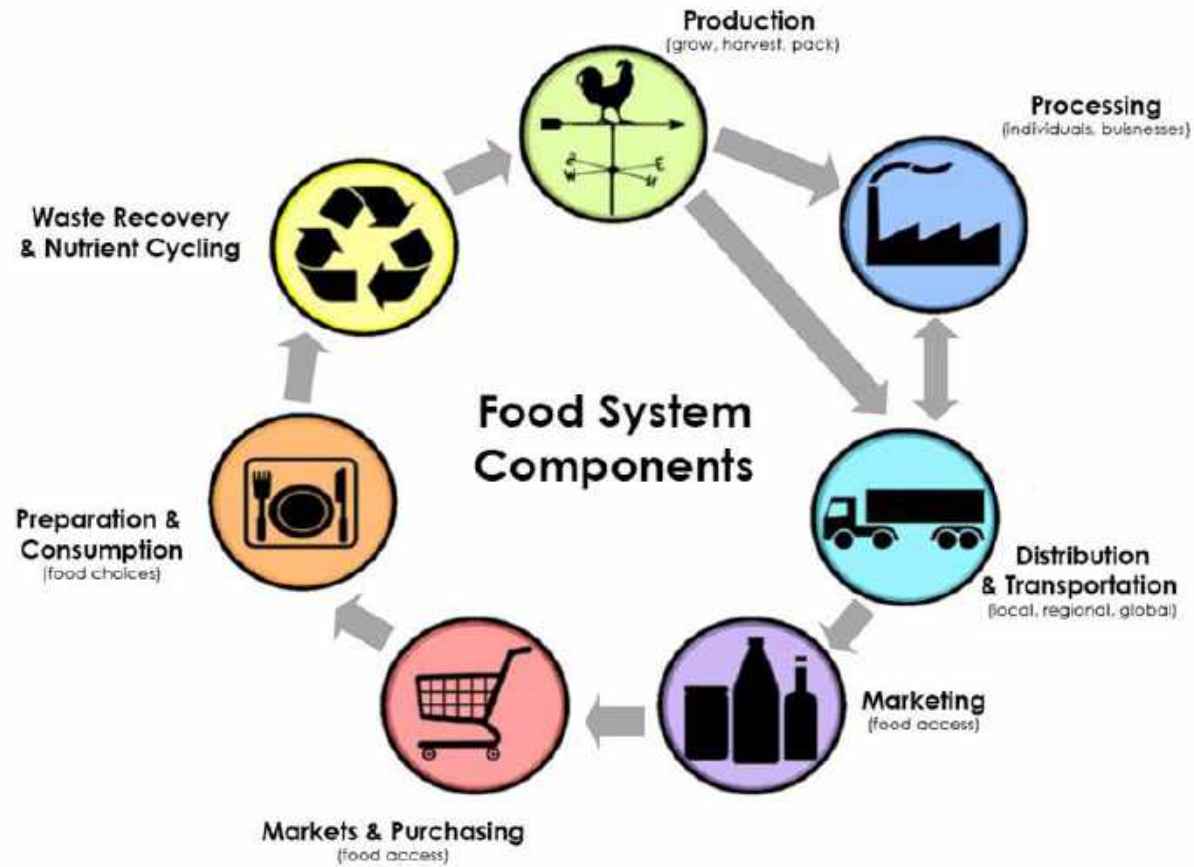 Production
(grow, harvest, pack)
Processing
(individuals, buisnesses)
Waste Recovery
& Nutrient Cycling
S
E
W
N
Food System
Components
Preparation &
Consumption
(food choices)
Distribution
& Transportation
(local, regional, global)
Marketing
(food access)
Markets & Purchasing
(food access)